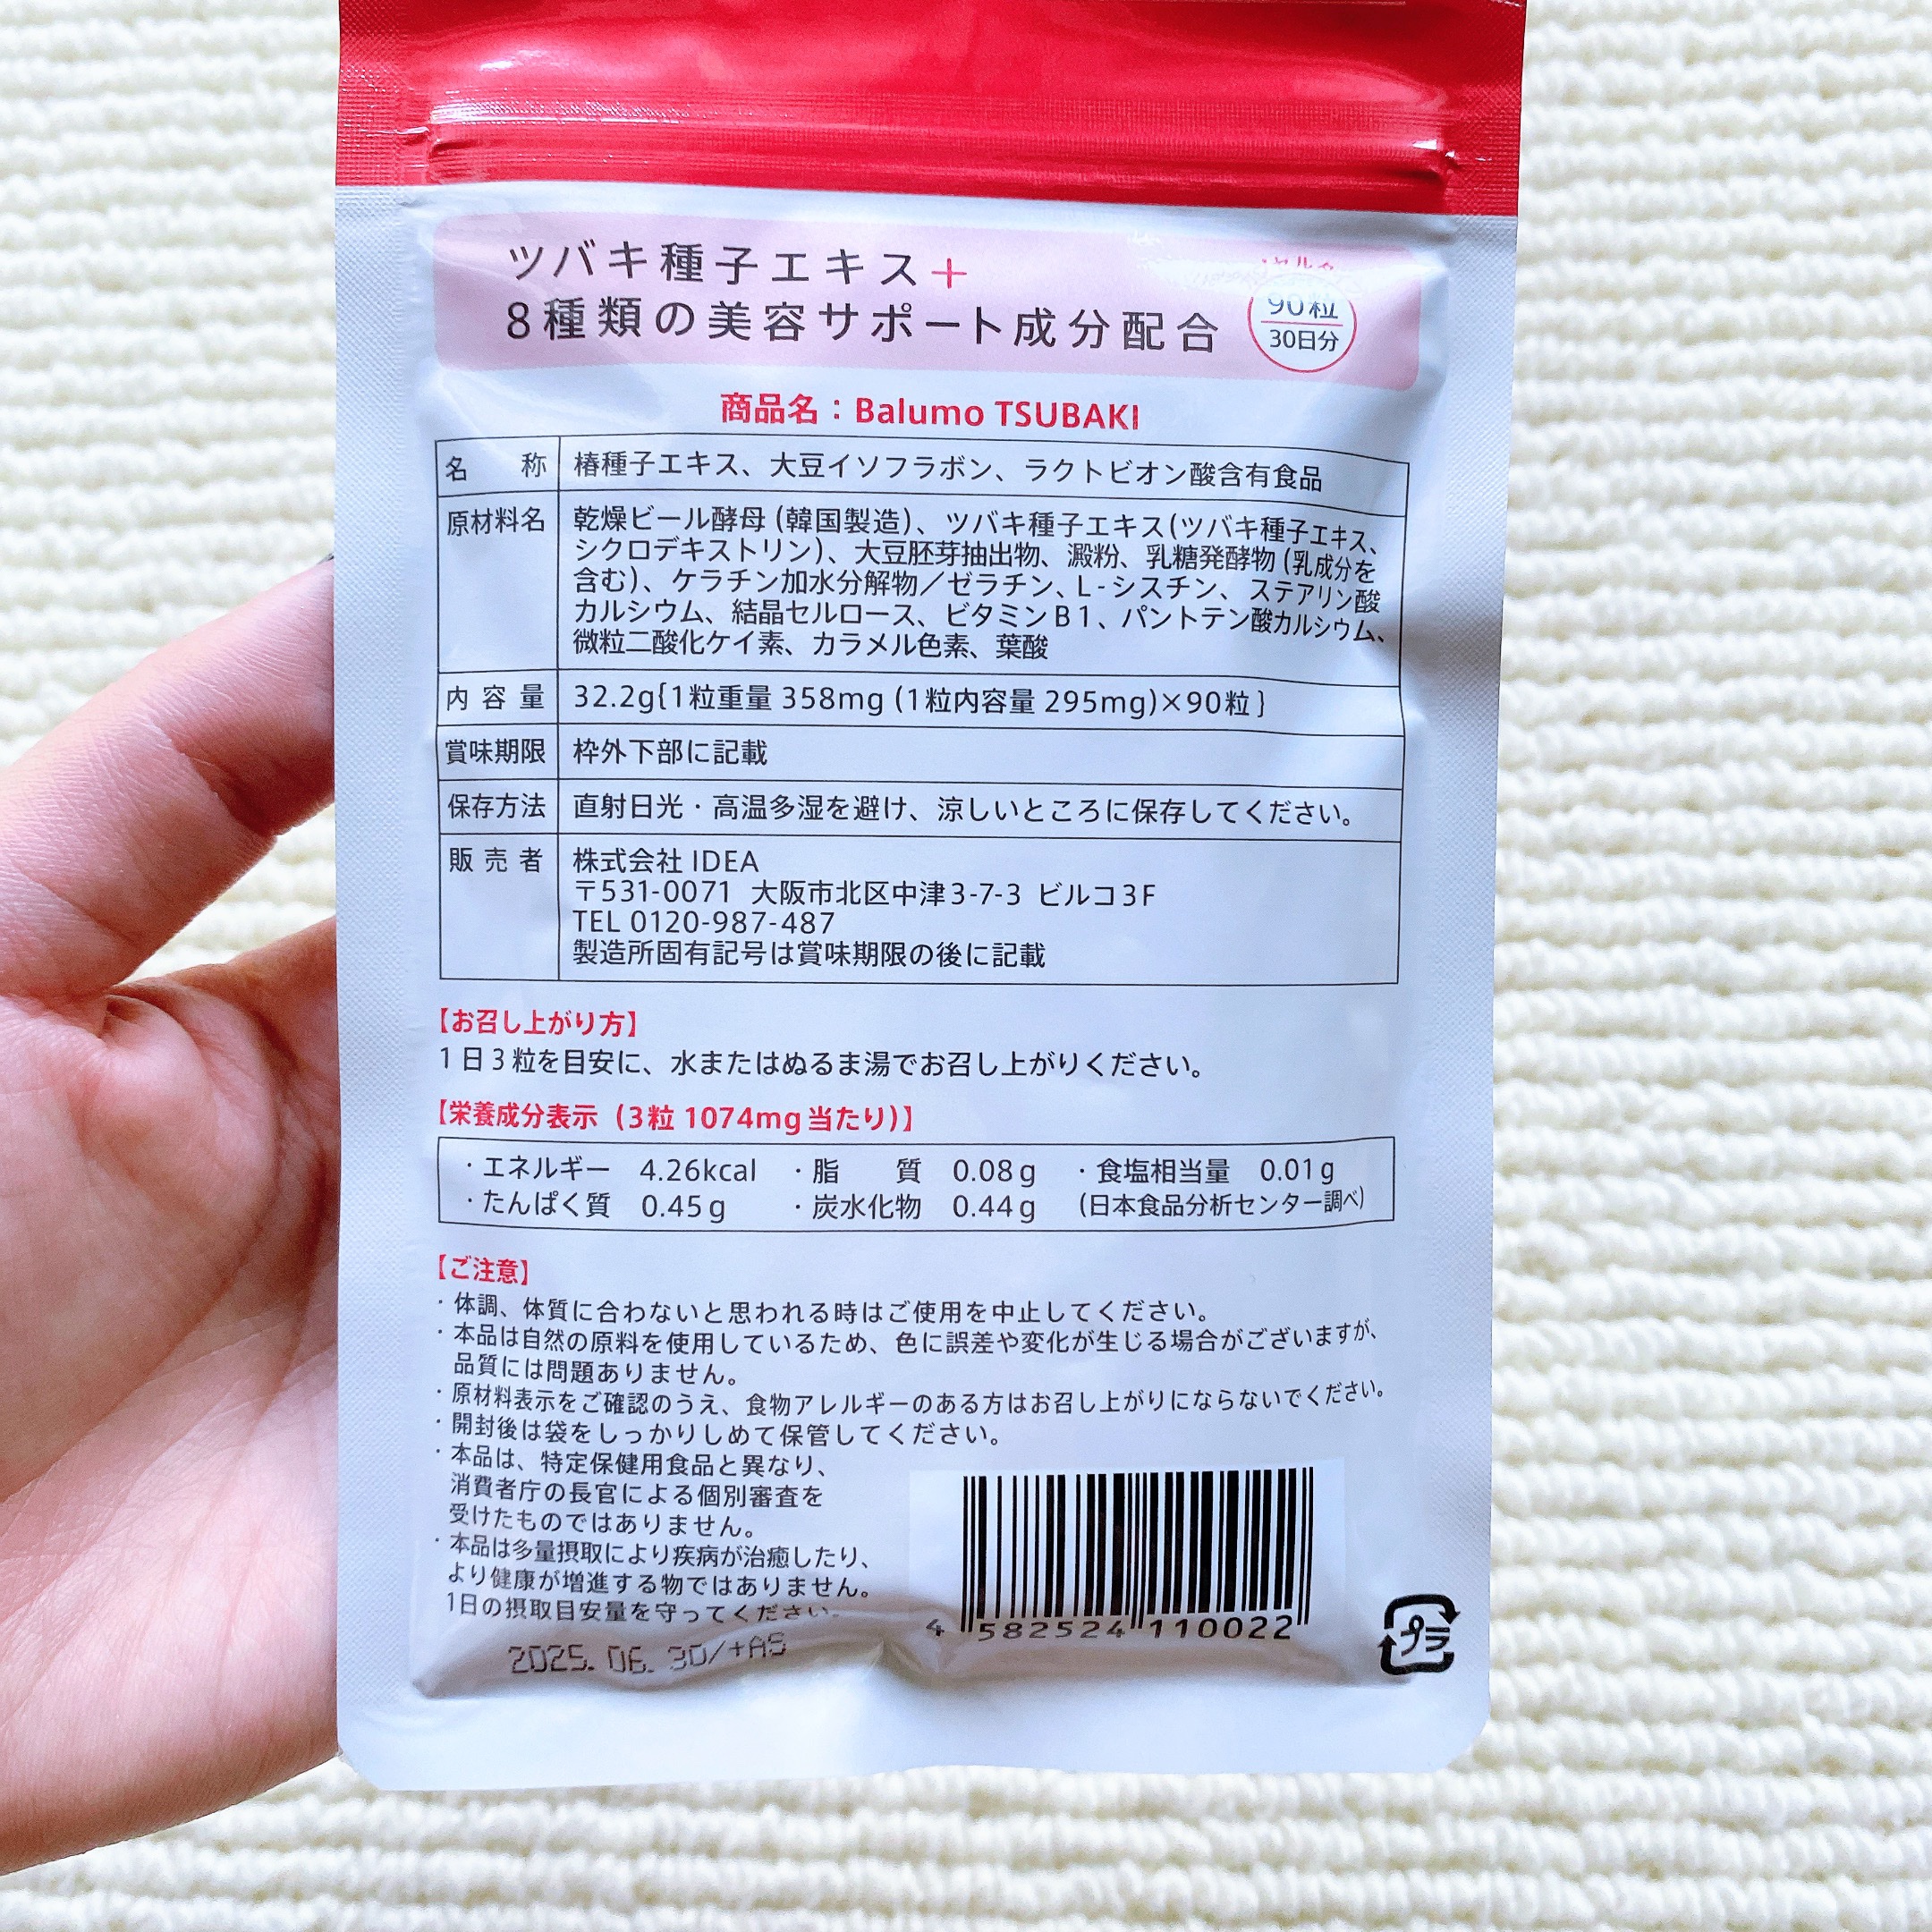 ツバキ種子エキス+
8種類の美容サポート成分配合
90粒
30日分
商品名:Balumo TSUBAKI
名 称 椿種子エキス、大豆イソフラボン、ラクトビオン酸含有食品
原材料名 乾燥ビール酵母(韓国製造)、ツバキ種子エキス(ツバキ種子エキス、
シクロデキストリン)、大豆胚芽抽出物、澱粉、乳糖発酵物(乳成分を
含む)、ケラチン加水分解物/ゼラチン、L-シスチン、ステアリン酸
カルシウム、結晶セルロース、ビタミンB1、パントテン酸カルシウム、
微粒二酸化ケイ素、カラメル色素、葉酸
内容量 32.2g{1粒重量 358mg (1粒内容量 295mg)×90粒}
賞味期限 枠外下部に記載
保存方法 直射日光・高温多湿を避け、涼しいところに保存してください。
販売者 株式会社 IDEA
〒531-0071 大阪市北区中津3-7-3 ビルコ3F
TEL 0120-987-487
製造所固有記号は賞味期限の後に記載
【お召し上がり方】
1日3粒を目安に、水またはぬるま湯でお召し上がりください。
【栄養成分表示(3粒 1074mg当たり)】
・エネルギー 4.26kcal ・脂 質 0.08g ・食塩相当量 0.01g
・たんぱく質 0.45g ・炭水化物 0.44g (日本食品分析センター調べ)
【ご注意】
・体調、体質に合わないと思われる時はご使用を中止してください。
・本品は自然の原料を使用しているため、色に誤差や変化が生じる場合がございますが、
品質には問題ありません。
・原材料表示をご確認のうえ、食物アレルギーのある方はお召し上がりにならないでください。
・開封後は袋をしっかりしめて保管してください。
・本品は、特定保健用食品と異なり、
消費者庁の長官による個別審査を
受けたものではありません。
・本品は多量摂取により疾病が治癒したり、
より健康が増進する物ではありません。
1日の摂取目安量を守ってください。
2025.06.30/+A5
4 582524 110022
プラ